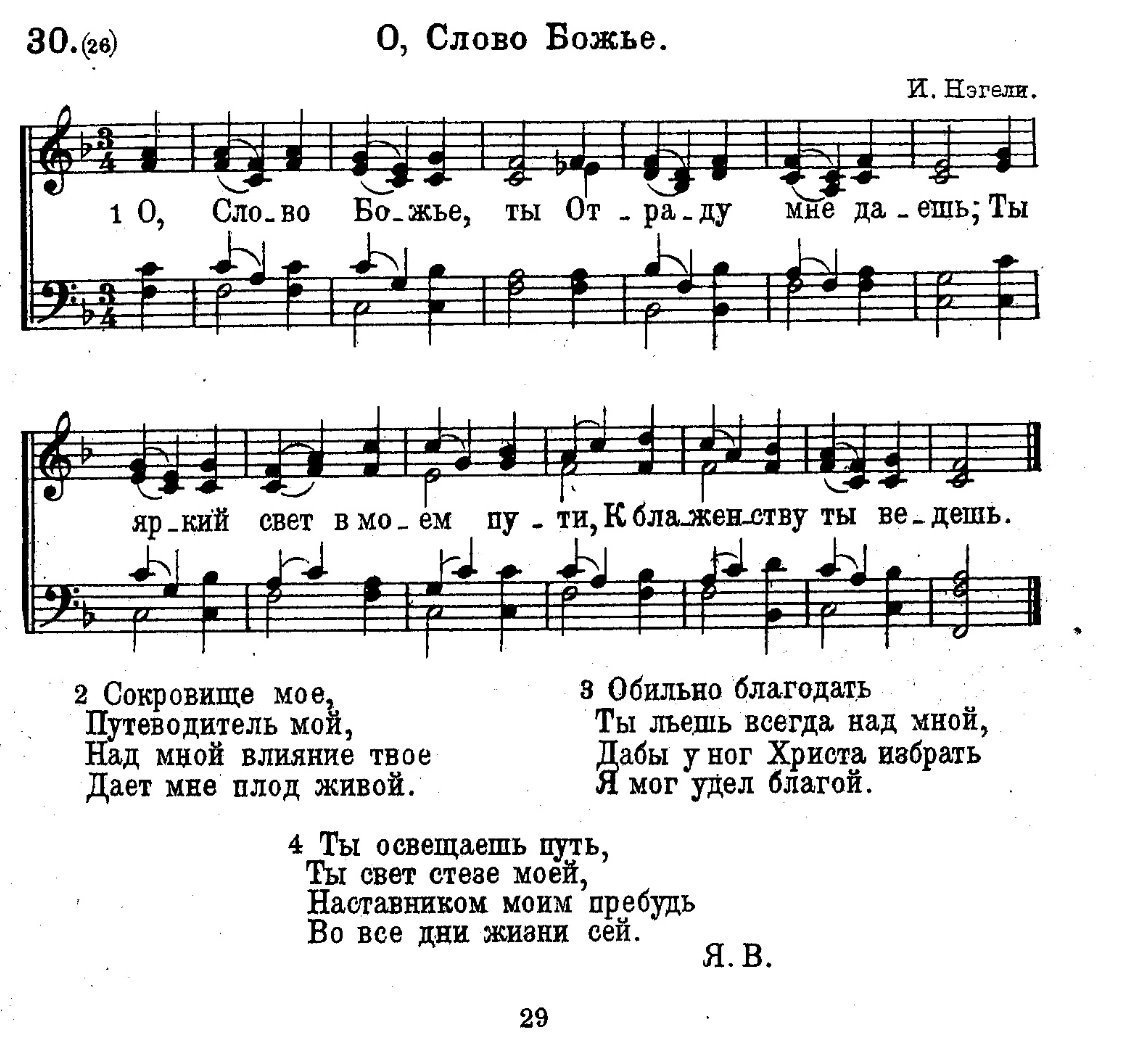 30.(26) О, Слово Божье.
И. Нэгели.
3 4
1 О, Сло-во Бо-жье, ты От - ра-ду мне да-ешь; Ты
3 4
яр-кий свет в мо-ем пу-ти, К бла-жен-ству ты ве-дешь.
2 Сокровище мое,
Путеводитель мой,
Над мной влияние твое
Дает мне плод живой.
3 Обильно благодать
Ты льешь всегда над мной,
Дабы у ног Христа избрать
Я мог удел благой.
4 Ты освещаешь путь,
Ты свет стезе моей,
Наставником моим пребудь
Во все дни жизни сей.
Я. В.
29